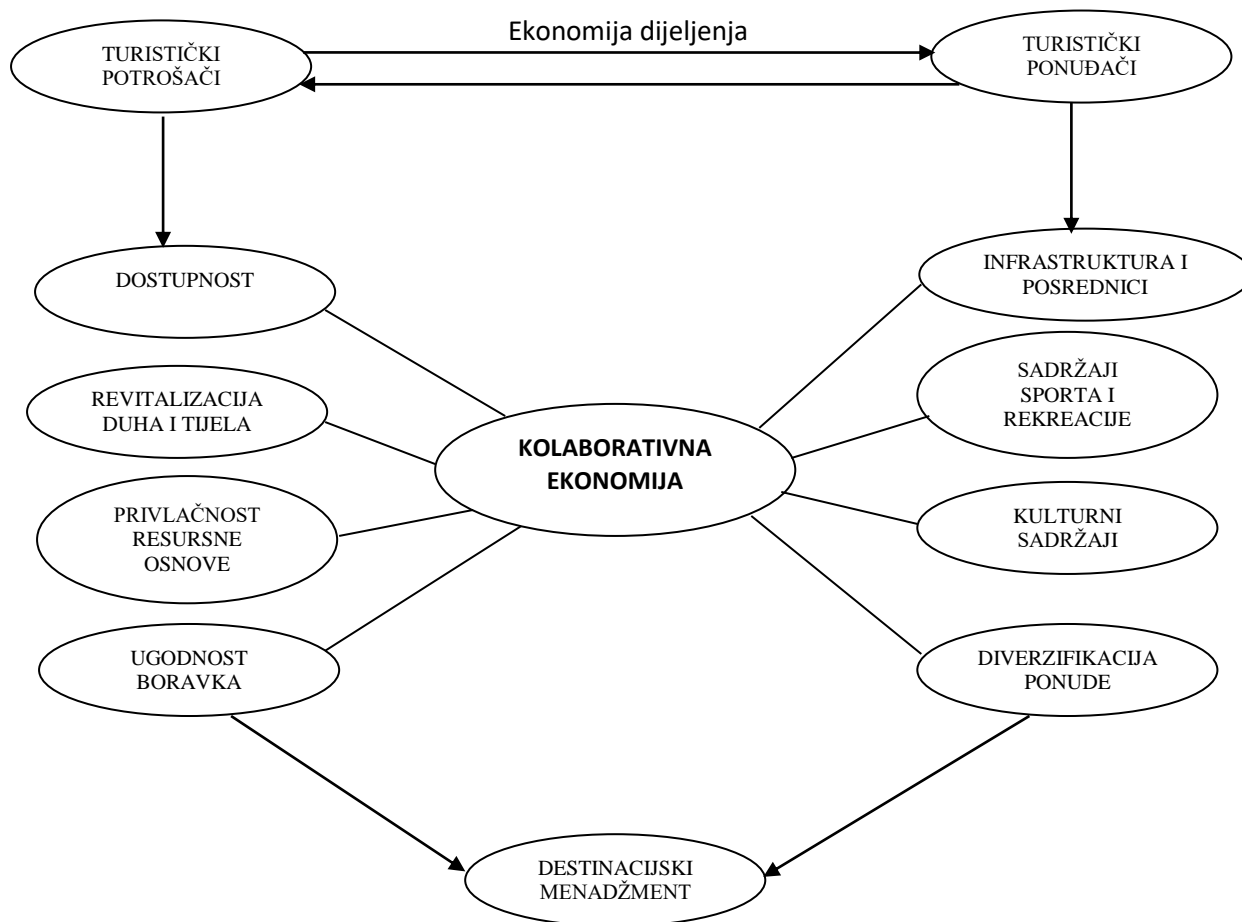 Ekonomija dijeljenja
TURISTIČKI
POTROŠAČI
TURISTIČKI
PONUĐAČI
DOSTUPNOST
INFRASTRUKTURA I
POSREDNICI
REVITALIZACIJA
DUHA I TIJELA
SADRŽAJI
SPORTA I
REKREACIJE
KOLABORATIVNA
EKONOMIJA
PRIVLAČNOST
RESURSNE
OSNOVE
KULTURNI
SADRŽAJI
UGODNOST
BORAVKA
DIVERZIFIKACIJA
PONUDE
DESTINACIJSKI
MENADŽMENT